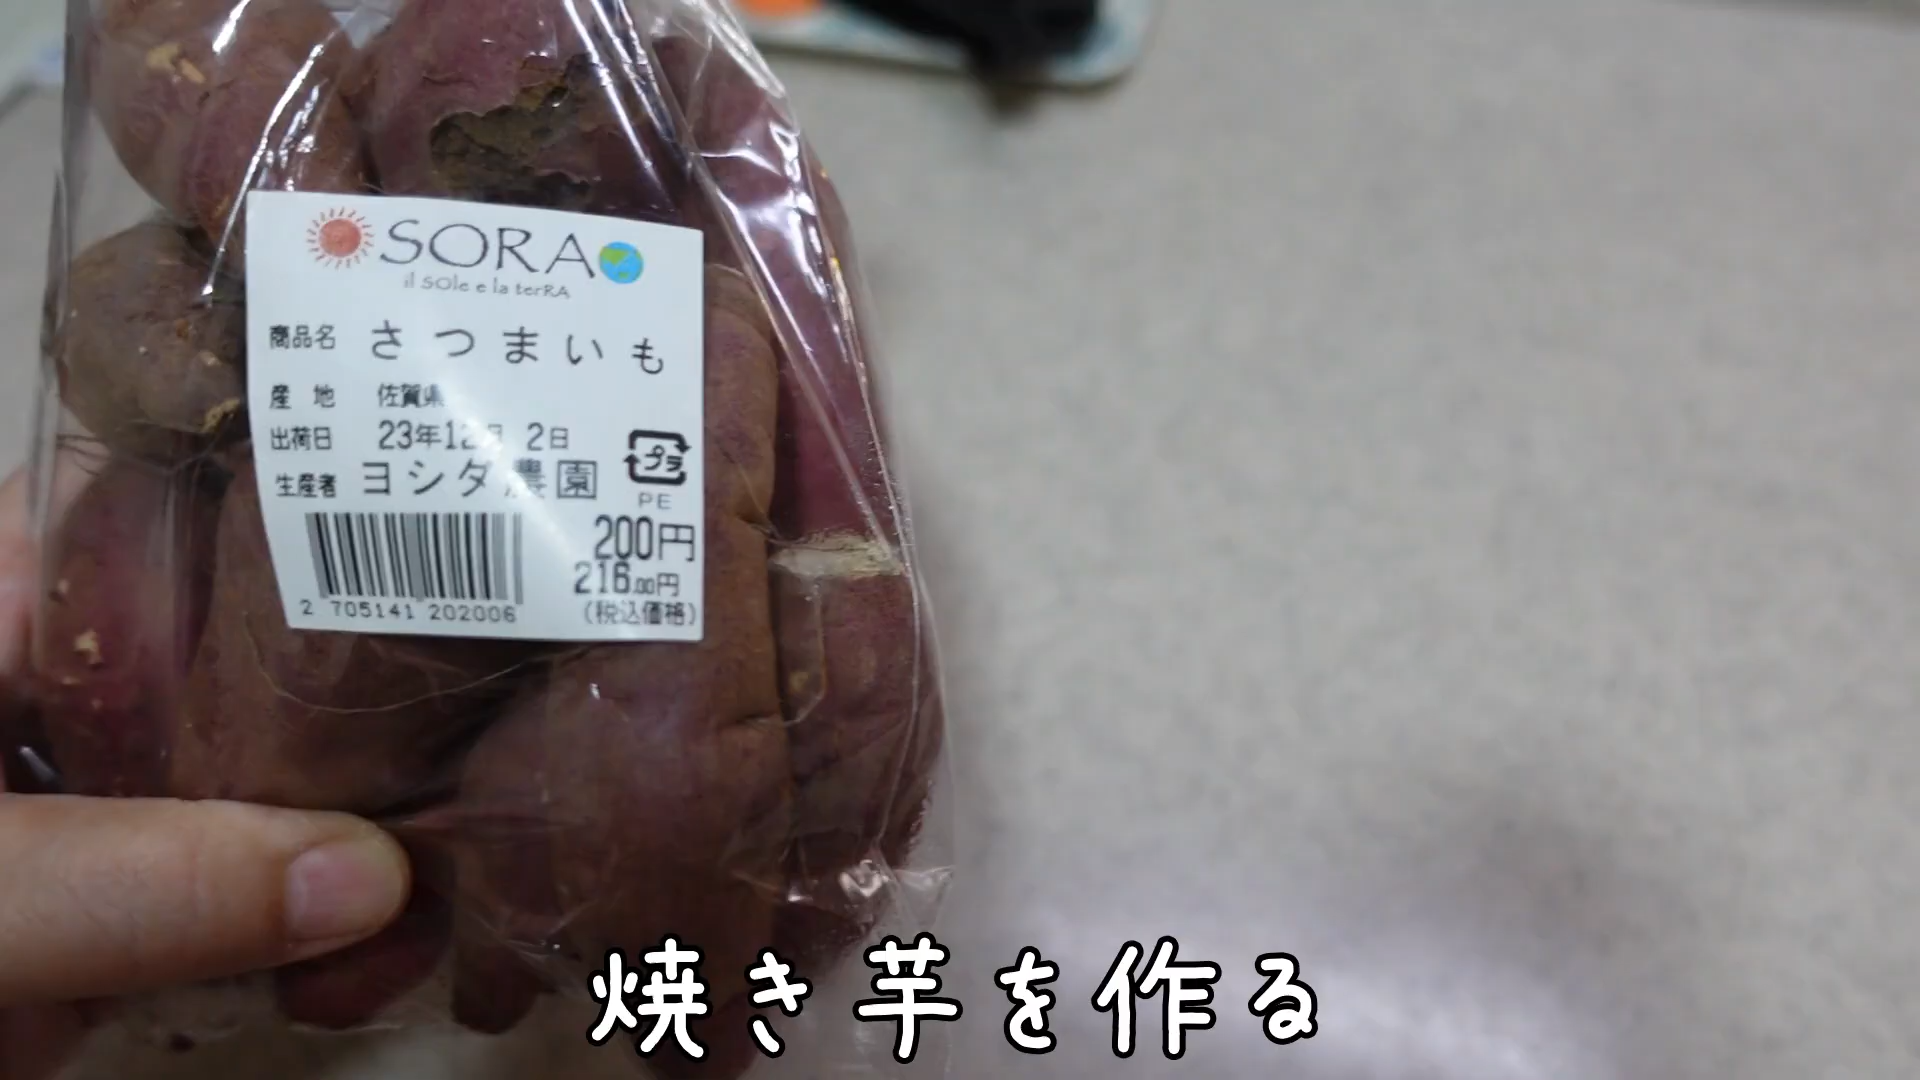 SORA
il SOle e la terRA
商品名 さつまいも
産地 佐賀県
出荷日 23年12月 2日
生産者 ヨシダ農園
プラ
PE
200円
216.00円
2 705141 202006
(税込価格)
焼き芋を作る